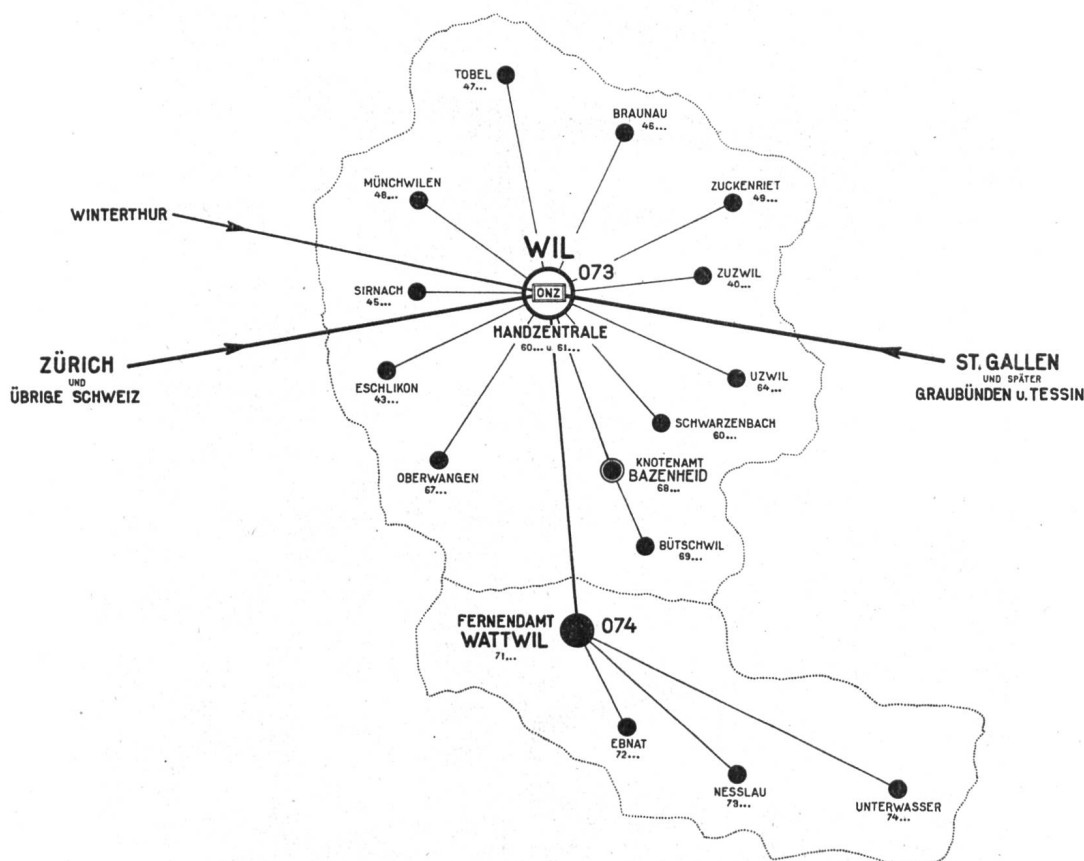 TOBEL
47...
BRAUNAU
46...
MÜNCHWILEN
48...
ZUCKENRIET
49...
WINTERTHUR
WIL
073
ONZ
ZUZWIL
40...
SIRNACH
45...
HANDZENTRALE
60... u. 61...
ZÜRICH
UND
ÜBRIGE SCHWEIZ
ST. GALLEN
UND SPÄTER
GRAUBÜNDEN u. TESSIN
ESCHLIKON
43...
UZWIL
64...
SCHWARZENBACH
60...
OBERWANGEN
67...
KNOTENAMT
BAZENHEID
68...
BÜTSCHWIL
69...
FERNENDAMT
WATTWIL
71...
074
EBNAT
72...
NESSLAU
73...
UNTERWASSER
74...